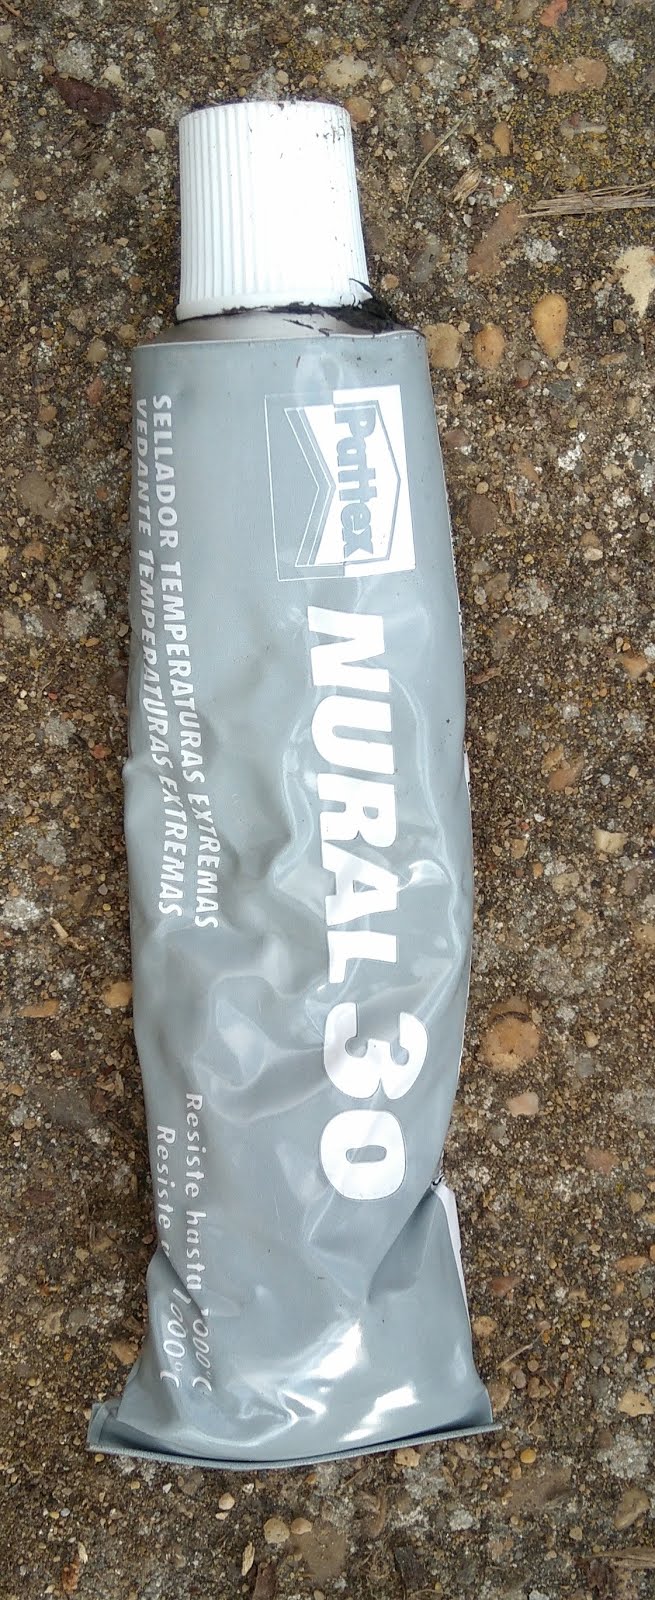 Pattex
NURAL 30
SELLADOR TEMPERATURAS EXTREMAS
VEDANTE TEMPERATURAS EXTREMAS
Resiste hasta 1000°C
Resiste a 1000°C